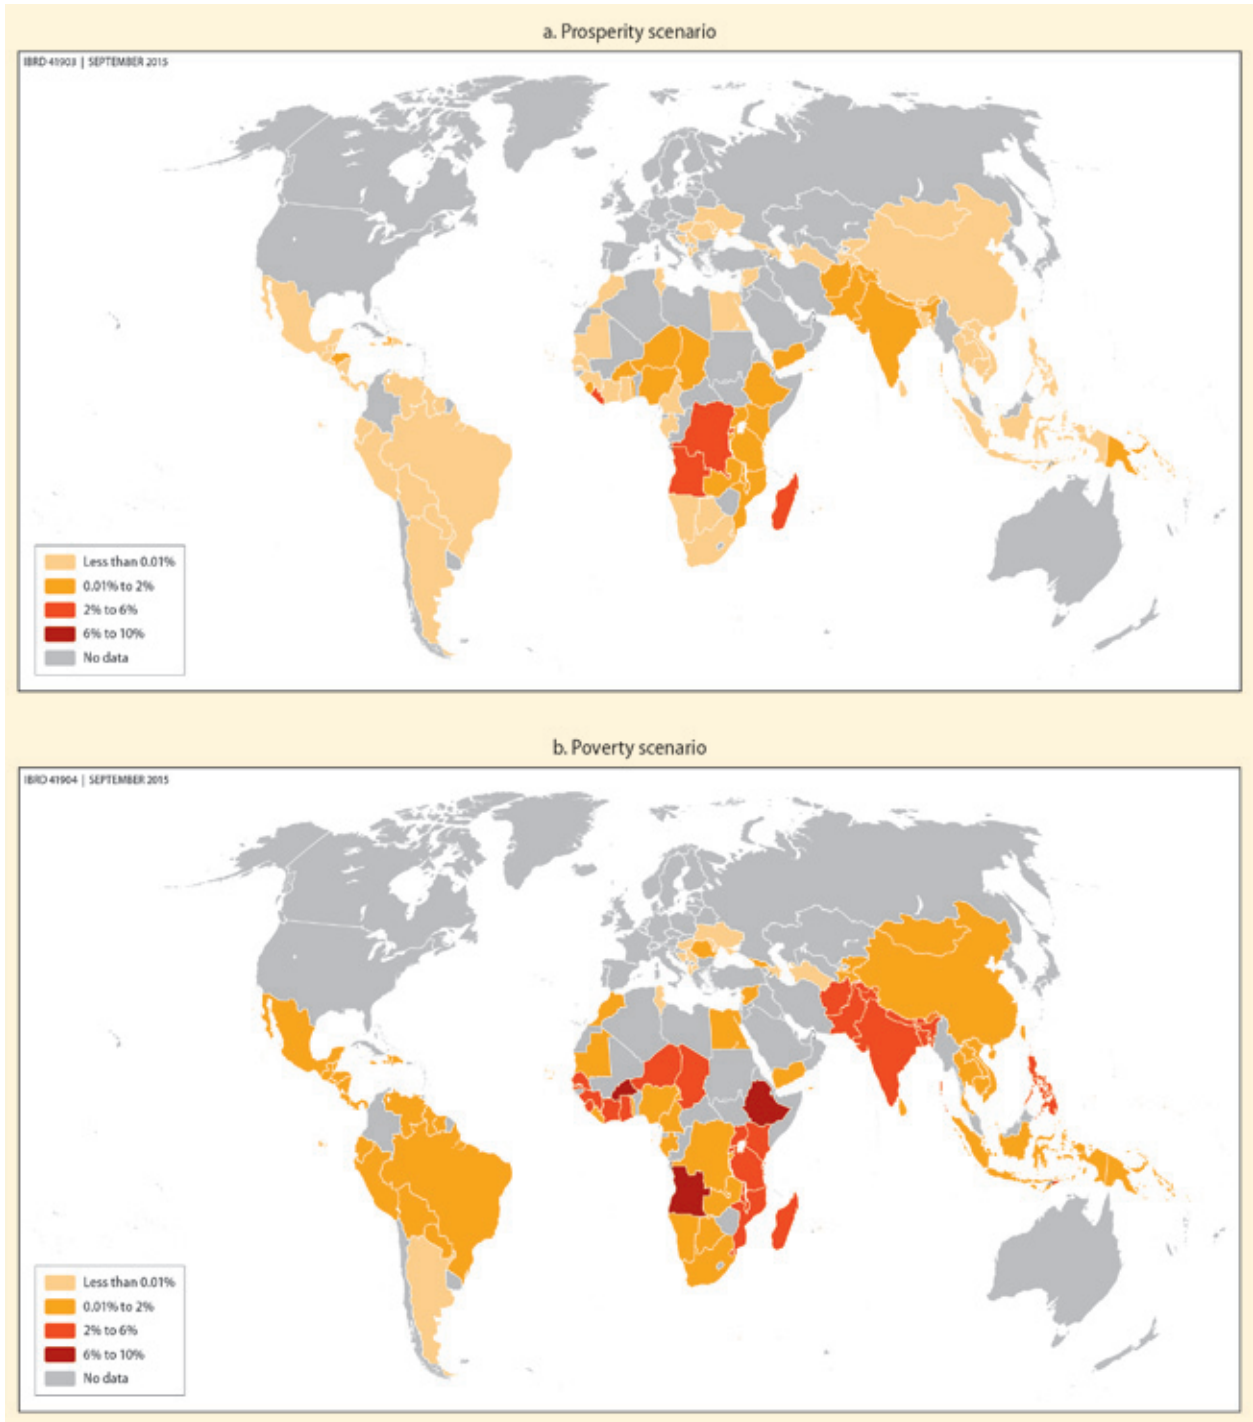 a. Prosperity scenario
IBRD 41903 | SEPTEMBER 2015
Less than 0.01%
0.01% to 2%
2% to 6%
6% to 10%
No data
b. Poverty scenario
IBRD 41904 | SEPTEMBER 2015
Less than 0.01%
0.01% to 2%
2% to 6%
6% to 10%
No data